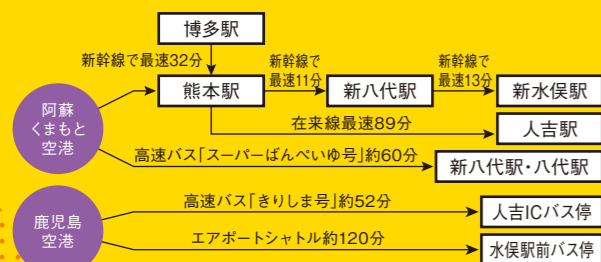 博多駅
新幹線で最速32分
新幹線で
最速11分
新幹線で
最速13分
熊本駅
新八代駅
新水俣駅
阿蘇
くまもと
空港
在来線最速89分
人吉駅
高速バス「スーパーばんぺいゆ号」約60分
新八代駅・八代駅
鹿児島
空港
高速バス「きりしま号」約52分
人吉ICバス停
エアポートシャトル約120分
水俣駅前バス停